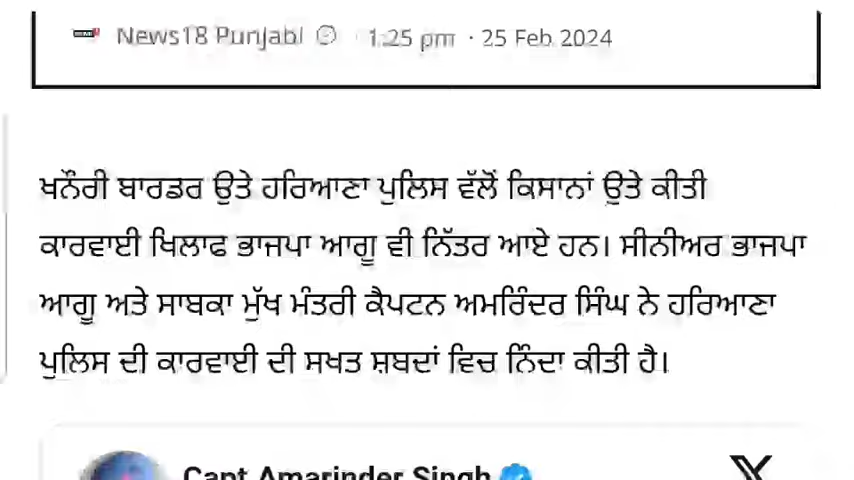 News18 Punjabi 1:25 pm · 25 Feb 2024
ਖਨੌਰੀ ਬਾਰਡਰ ਉਤੇ ਹਰਿਆਣਾ ਪੁਲਿਸ ਵੱਲੋਂ ਕਿਸਾਨਾਂ ਉਤੇ ਕੀਤੀ
ਕਾਰਵਾਈ ਖਿਲਾਫ ਭਾਜਪਾ ਆਗੂ ਵੀ ਨਿੱਤਰ ਆਏ ਹਨ। ਸੀਨੀਅਰ ਭਾਜਪਾ
ਆਗੂ ਅਤੇ ਸਾਬਕਾ ਮੁੱਖ ਮੰਤਰੀ ਕੈਪਟਨ ਅਮਰਿੰਦਰ ਸਿੰਘ ਨੇ ਹਰਿਆਣਾ
ਪੁਲਿਸ ਦੀ ਕਾਰਵਾਈ ਦੀ ਸਖਤ ਸ਼ਬਦਾਂ ਵਿਚ ਨਿੰਦਾ ਕੀਤੀ ਹੈ।
Capt Amarinder Singh